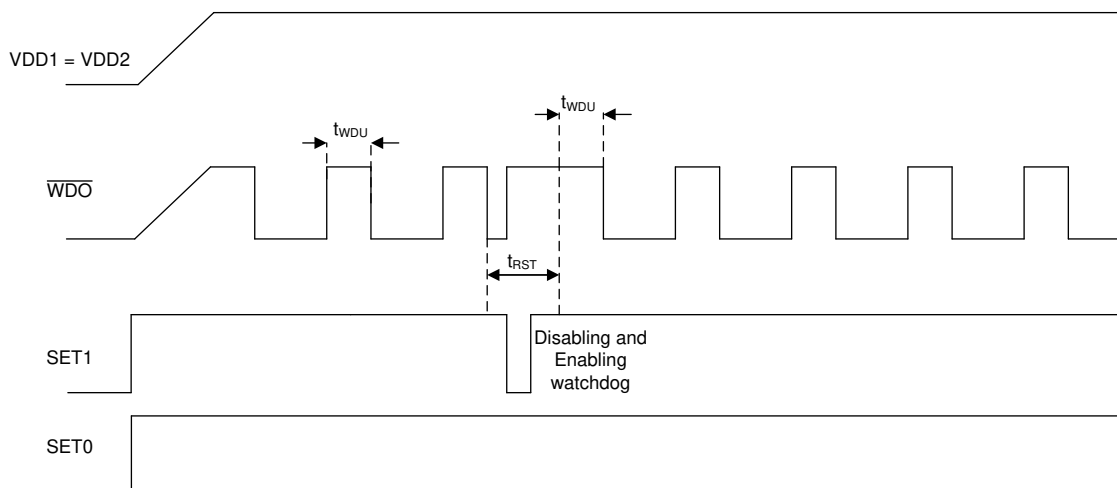 VDD1 = VDD2
tWDU
tWDU
WDO
tRST
SET1
Disabling and
Enabling
watchdog
SET0